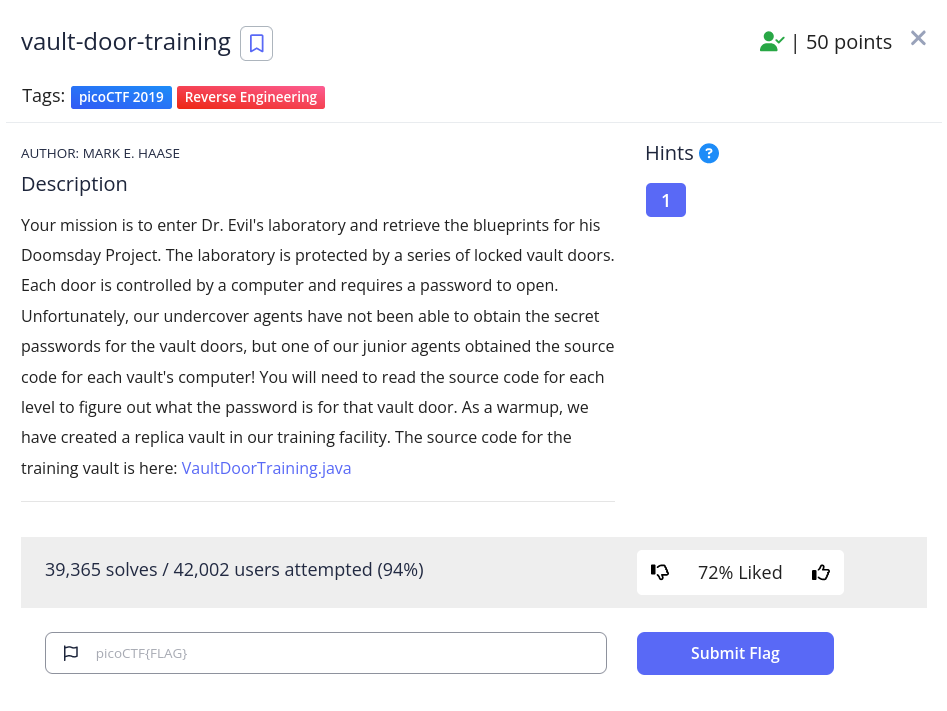 vault-door-training
| 50 points
Tags: picoCTF 2019 Reverse Engineering
AUTHOR: MARK E. HAASE
Description
Your mission is to enter Dr. Evil's laboratory and retrieve the blueprints for his
Doomsday Project. The laboratory is protected by a series of locked vault doors.
Each door is controlled by a computer and requires a password to open.
Unfortunately, our undercover agents have not been able to obtain the secret
passwords for the vault doors, but one of our junior agents obtained the source
code for each vault's computer! You will need to read the source code for each
level to figure out what the password is for that vault door. As a warmup, we
have created a replica vault in our training facility. The source code for the
training vault is here: VaultDoorTraining.java
Hints ?
1
39,365 solves / 42,002 users attempted (94%)
72% Liked
picoCTF{FLAG}
Submit Flag